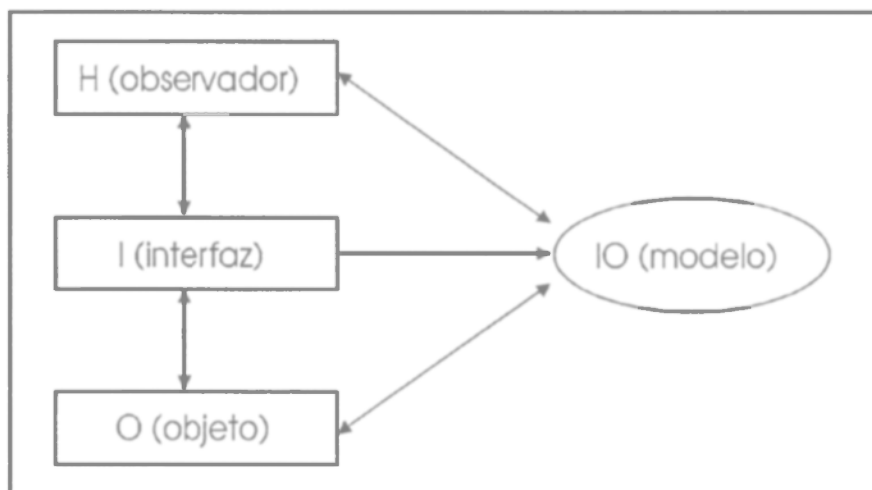 H (observador)
I (interfaz)
IO (modelo)
O (objeto)